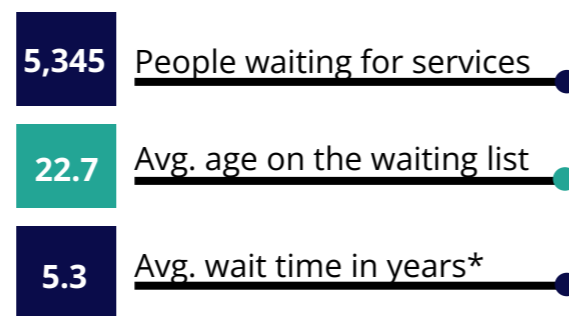 5,345 People waiting for services
22.7 Avg. age on the waiting list
5.3 Avg. wait time in years*